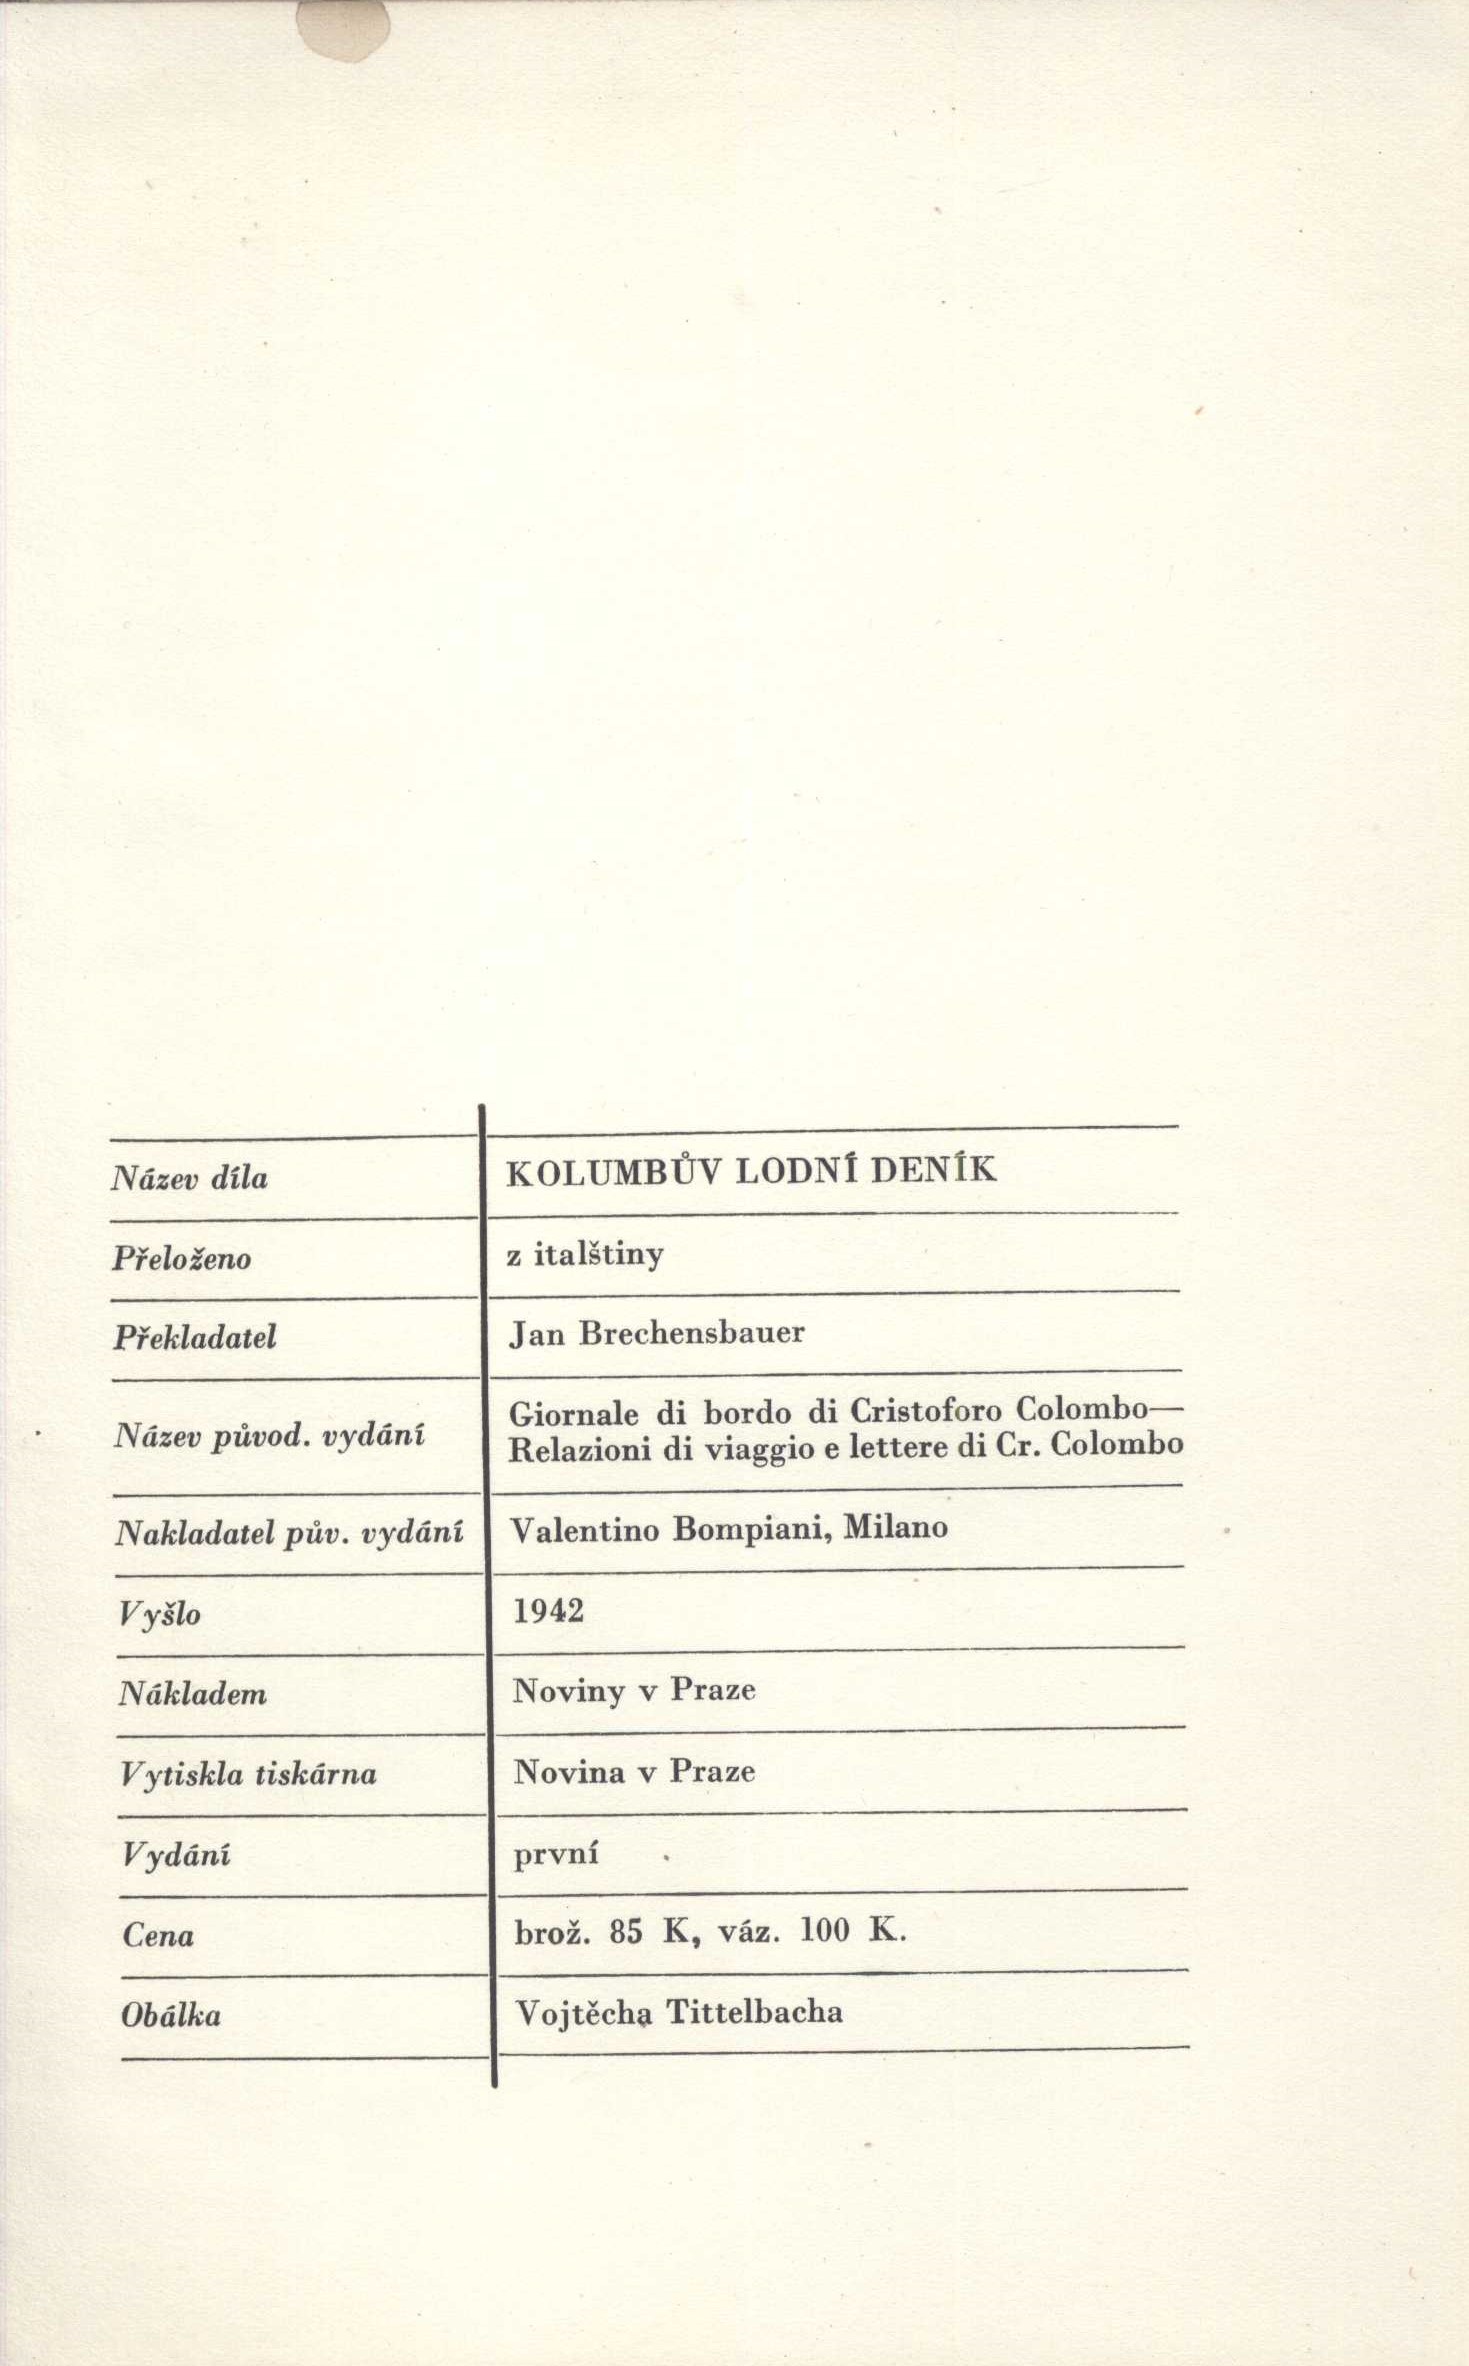 Název díla KOLUMBŮV LODNÍ DENÍK
Přeloženo z italštiny
Překladatel Jan Brechensbauer
Název původ. vydání Giornale di bordo di Cristoforo Colombo—
Relazioni di viaggio e lettere di Cr. Colombo
Nakladatel pův. vydání Valentino Bompiani, Milano
Vyšlo 1942
Nákladem Noviny v Praze
Vytiskla tiskárna Novina v Praze
Vydání první
Cena brož. 85 K, váz. 100 K.
Obálka Vojtěcha Tittelbacha